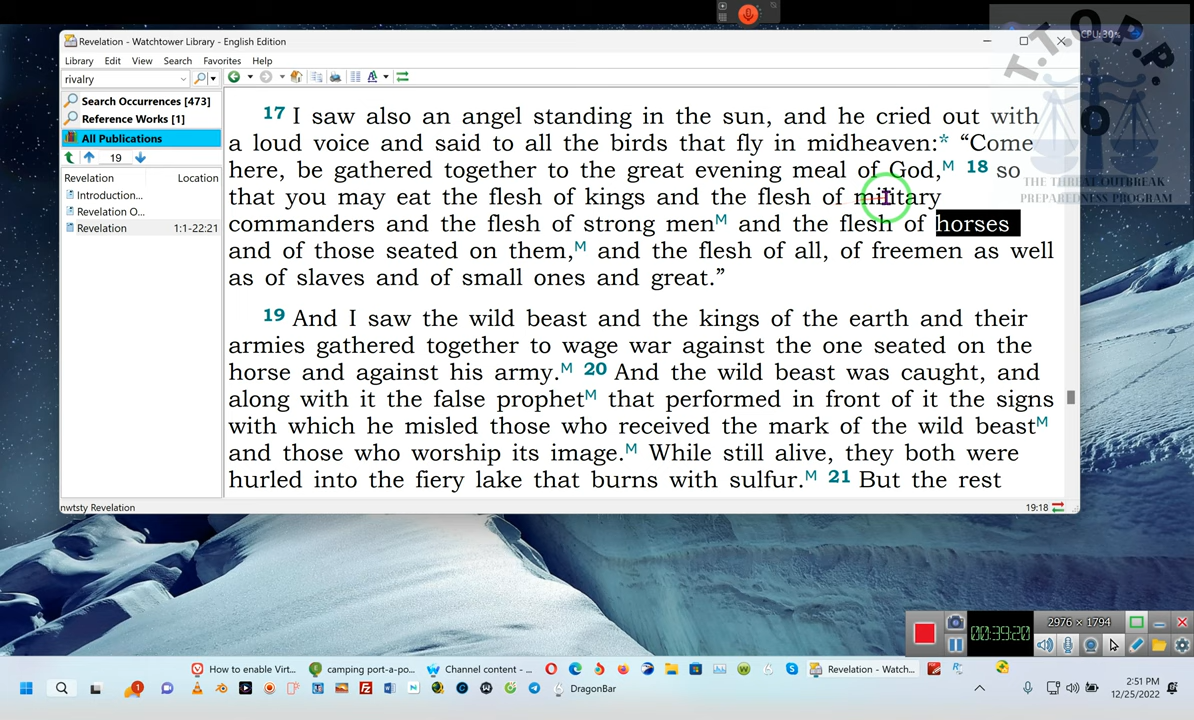 CPU:30%
T.T.O.P.P.
THE THREAT OUTBREAK
PREPAREDNESS PROGRAM
Revelation - Watchtower Library - English Edition
Library Edit View Search Favorites Help
rivalry
Search Occurrences [473]
Reference Works [1]
All Publications
19
Revelation Location
Introduction...
Revelation O...
Revelation 1:1-22:21
17 I saw also an angel standing in the sun, and he cried out with
a loud voice and said to all the birds that fly in midheaven:* “Come
here, be gathered together to the great evening meal of God,M 18 so
that you may eat the flesh of kings and the flesh of military
commanders and the flesh of strong menM and the flesh of horses
and of those seated on them,M and the flesh of all, of freemen as well
as of slaves and of small ones and great.”
19 And I saw the wild beast and the kings of the earth and their
armies gathered together to wage war against the one seated on the
horse and against his army.M 20 And the wild beast was caught, and
along with it the false prophetM that performed in front of it the signs
with which he misled those who received the mark of the wild beastM
and those who worship its image.M While still alive, they both were
hurled into the fiery lake that burns with sulfur.M 21 But the rest
nwtsty Revelation 19:18
00:39:20
2976 × 1794
How to enable Virt...
camping port-a-po...
Channel content -...
Revelation - Watch...
DragonBar
2:51 PM
12/25/2022